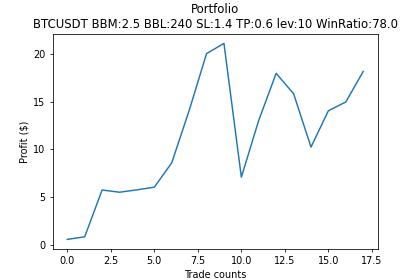 Portfolio
BTCUSDT BBM:2.5 BBL:240 SL:1.4 TP:0.6 lev:10 WinRatio:78.0
20
15
10
5
0
Profit ($)
0.0 2.5 5.0 7.5 10.0 12.5 15.0 17.5
Trade counts